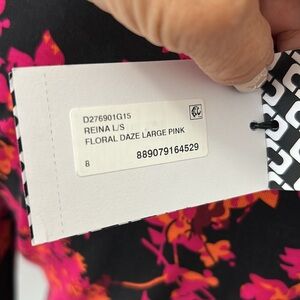 D276901G15
REINA L/S
FLORAL DAZE LARGE PINK
8
889079164529